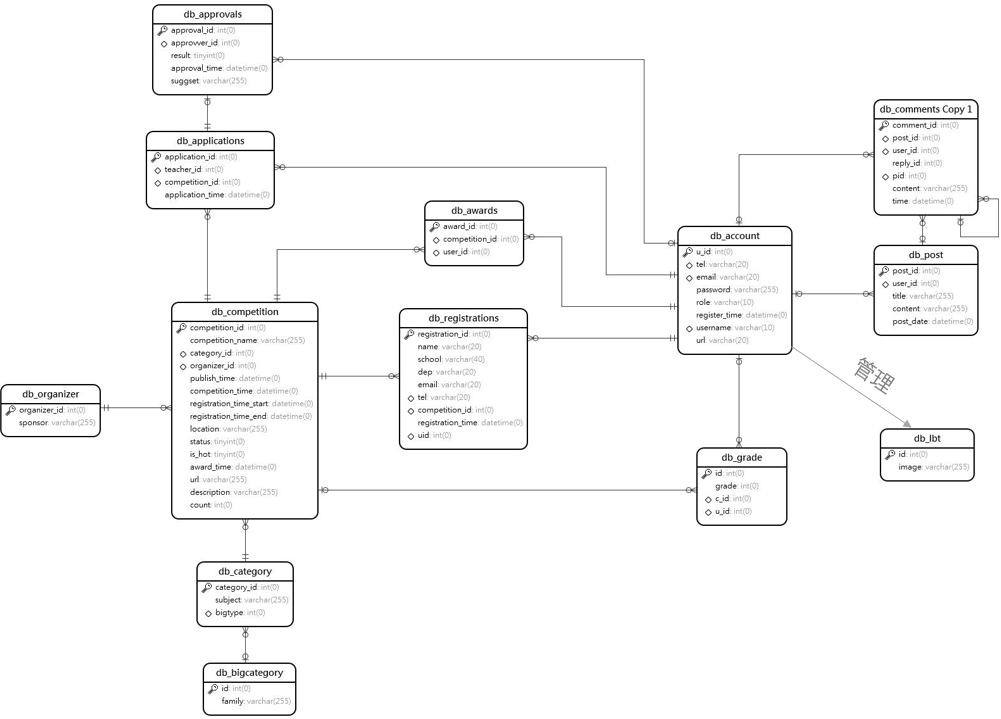 db_approvals
approval_id: int(0)
approvver_id: int(0)
result: tinyint(0)
approval_time: datetime(0)
suggset: varchar(255)
db_applications
application_id: int(0)
teacher_id: int(0)
competition_id: int(0)
application_time: datetime(0)
db_awards
award_id: int(0)
competition_id: int(0)
user_id: int(0)
db_account
u_id: int(0)
tel: varchar(20)
email: varchar(20)
password: varchar(255)
role: varchar(10)
register_time: datetime(0)
username: varchar(10)
url: varchar(20)
db_comments Copy 1
comment_id: int(0)
post_id: int(0)
user_id: int(0)
reply_id: int(0)
pid: int(0)
content: varchar(255)
time: datetime(0)
db_post
post_id: int(0)
user_id: int(0)
title: varchar(255)
content: varchar(255)
post_date: datetime(0)
db_competition
competition_id: int(0)
competition_name: varchar(255)
category_id: int(0)
organizer_id: int(0)
publish_time: datetime(0)
competition_time: datetime(0)
registration_time_start: datetime(0)
registration_time_end: datetime(0)
location: varchar(255)
status: tinyint(0)
is_hot: tinyint(0)
award_time: datetime(0)
url: varchar(255)
description: varchar(255)
count: int(0)
db_registrations
registration_id: int(0)
name: varchar(20)
school: varchar(40)
dep: varchar(20)
email: varchar(20)
tel: varchar(20)
competition_id: int(0)
registration_time: datetime(0)
uid: int(0)
管理
db_organizer
organizer_id: int(0)
sponsor: varchar(255)
db_lbt
id: int(0)
image: varchar(255)
db_grade
id: int(0)
grade: int(0)
c_id: int(0)
u_id: int(0)
db_category
category_id: int(0)
subject: varchar(255)
bigtype: int(0)
db_bigcategory
id: int(0)
family: varchar(255)